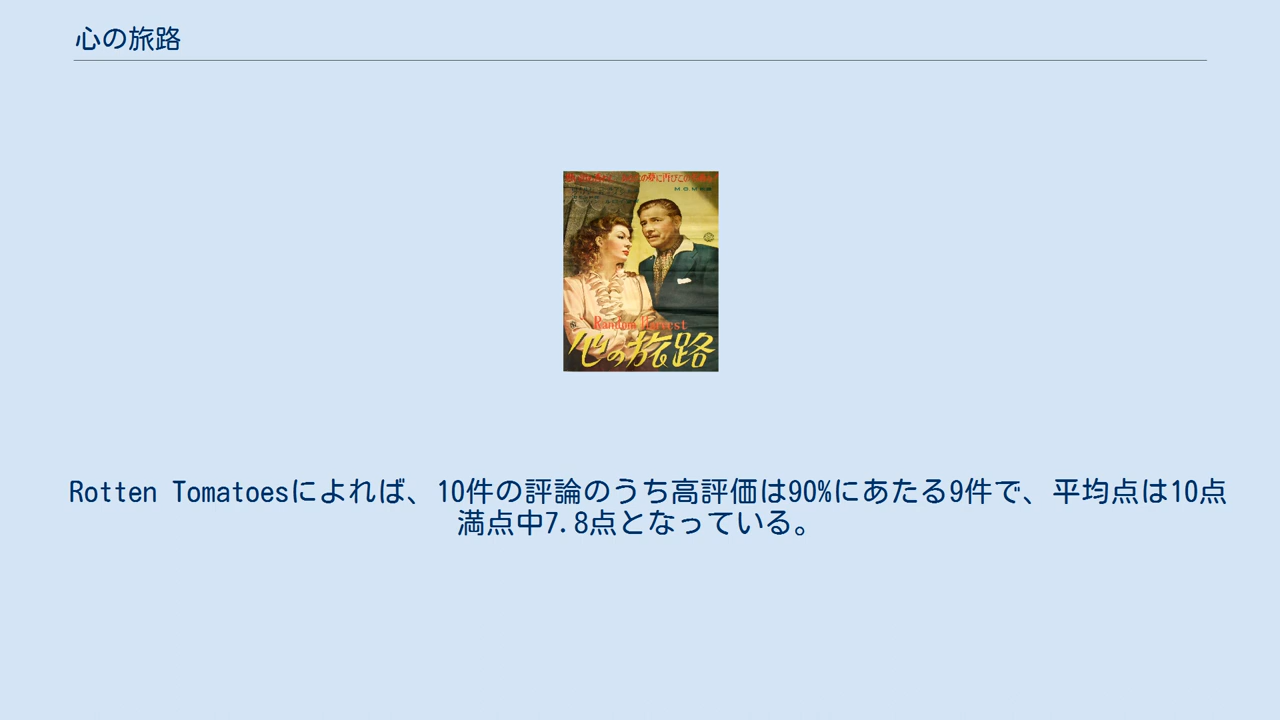 心の旅路
Random Harvest
心の旅路
Rotten Tomatoesによれば、10件の評論のうち高評価は90%にあたる9件で、平均点は10点
満点中7.8点となっている。